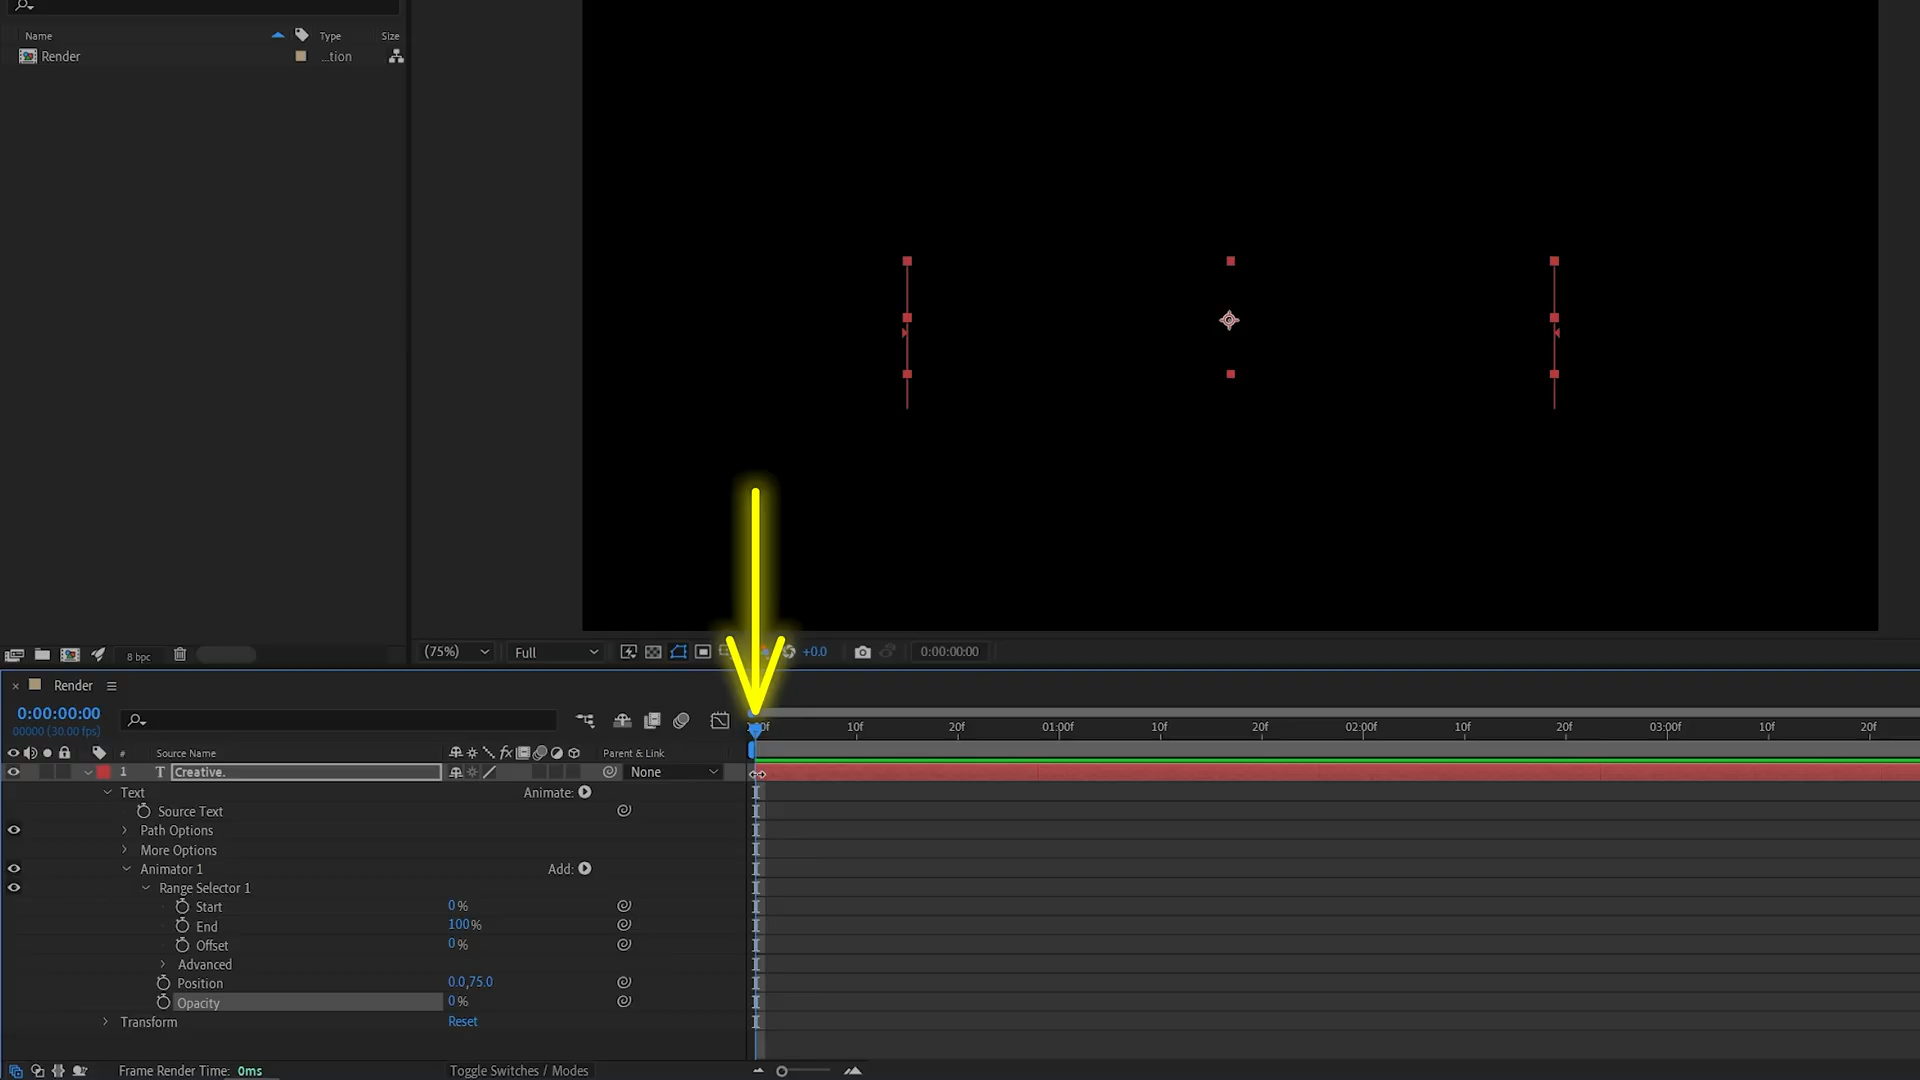 Name Type Size
Render ...tion
8 bpc
(75%) Full +0.0 0:00:00:00
Render
0:00:00:00
00000 (30.00 fps)
10f 20f 01:00f 10f 20f 02:00f 10f 20f 03:00f 10f 20f
# Source Name fx Parent & Link
1 T Creative. None
Text Animate:
Source Text
Path Options
More Options
Animator 1 Add:
Range Selector 1
Start 0%
End 100%
Offset 0%
Advanced
Position 0.0,75.0
Opacity 0%
Transform Reset
Frame Render Time: 0ms Toggle Switches / Modes